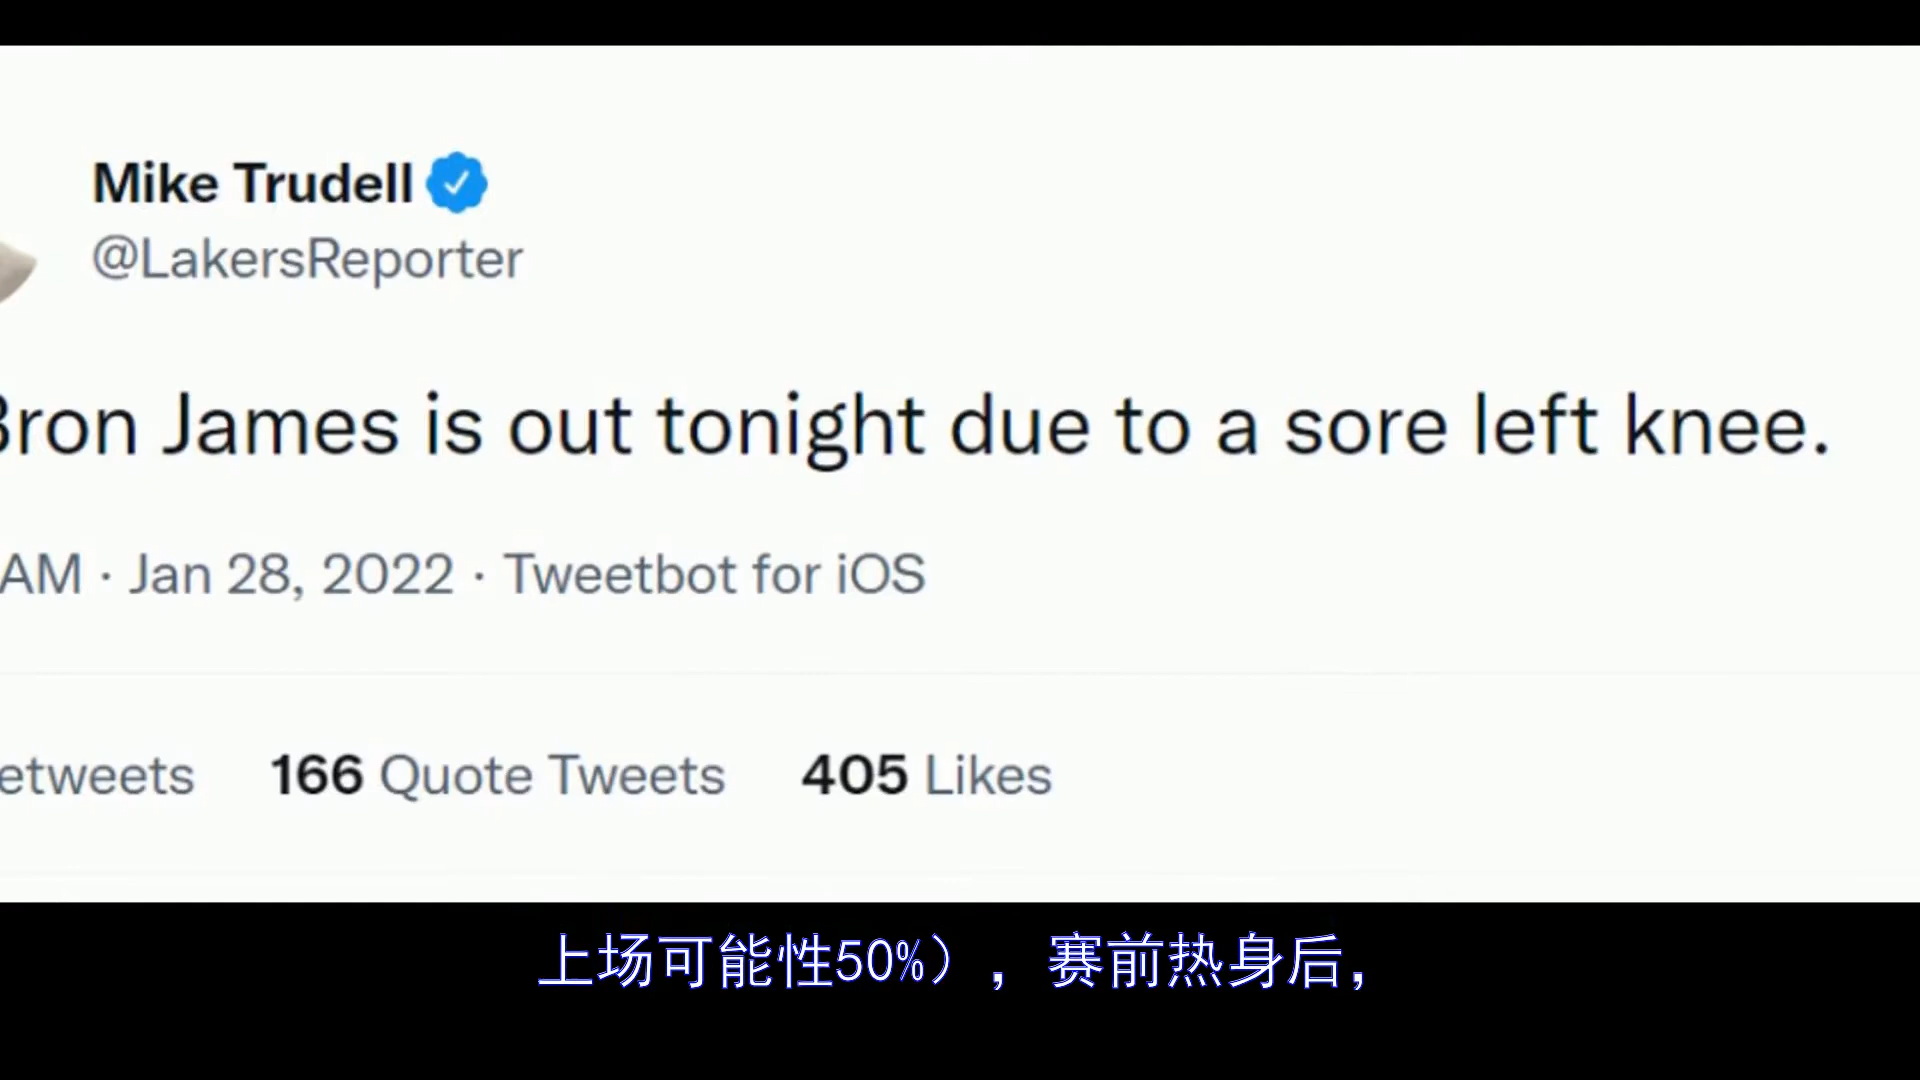 Mike Trudell
@LakersReporter
Bron James is out tonight due to a sore left knee.
AM · Jan 28, 2022 · Tweetbot for iOS
etweets 166 Quote Tweets 405 Likes
上场可能性50%），赛前热身后，